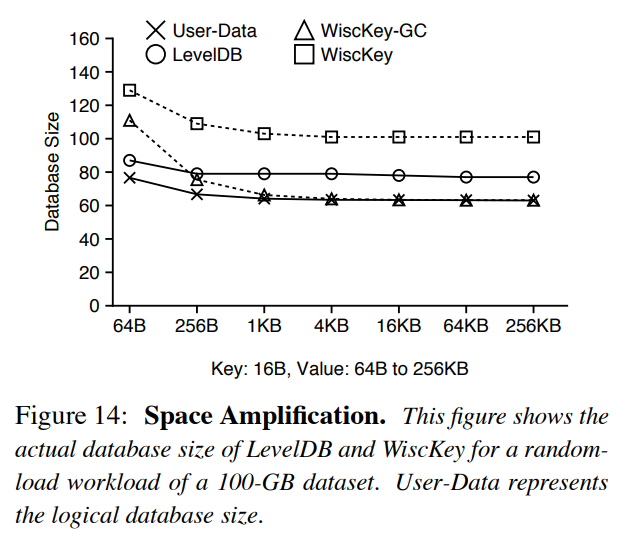 User-Data
WiscKey-GC
LevelDB
WiscKey
160
140
120
100
80
60
40
20
0
Database Size
64B 256B 1KB 4KB 16KB 64KB 256KB
Key: 16B, Value: 64B to 256KB
Figure 14: Space Amplification. This figure shows the
actual database size of LevelDB and WiscKey for a random-
load workload of a 100-GB dataset. User-Data represents
the logical database size.